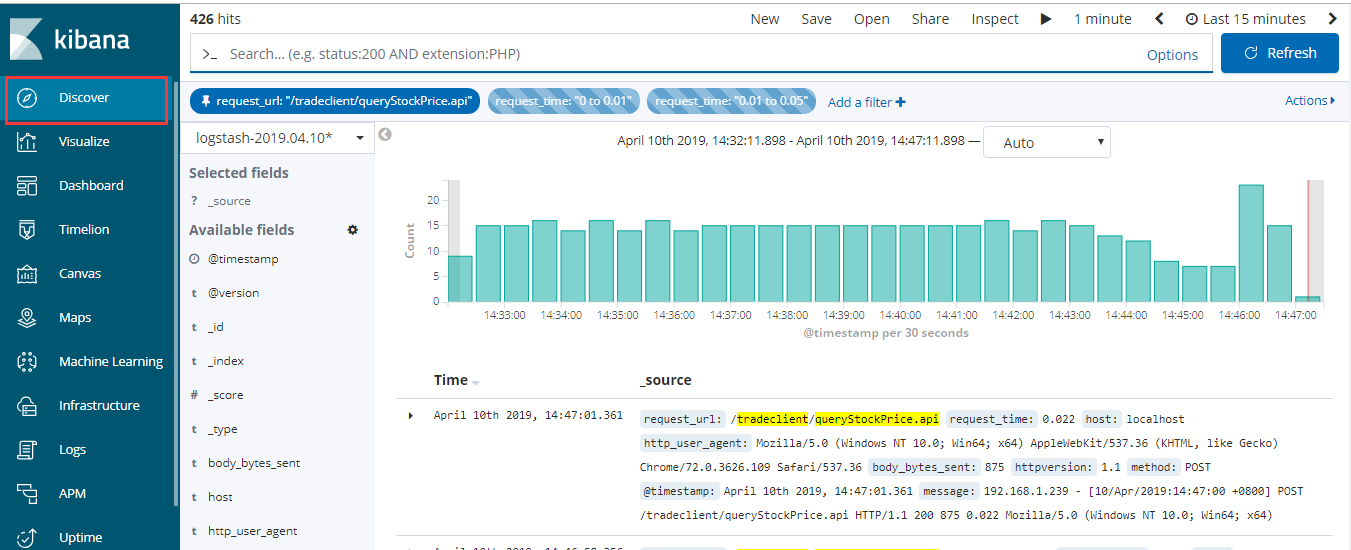 kibana
Discover
Visualize
Dashboard
Timelion
Canvas
Maps
Machine Learning
Infrastructure
Logs
APM
Uptime
426 hits
New Save Open Share Inspect 1 minute Last 15 minutes
>_ Search... (e.g. status:200 AND extension:PHP) Options Refresh
request_url: "/tradeclient/queryStockPrice.api" request_time: "0 to 0.01" request_time: "0.01 to 0.05" Add a filter + Actions
logstash-2019.04.10*
Selected fields
? _source
Available fields
@timestamp
t @version
t _id
t _index
# _score
t _type
t body_bytes_sent
t host
t http_user_agent
April 10th 2019, 14:32:11.898 - April 10th 2019, 14:47:11.898 — Auto
Count
20
15
10
5
0
14:33:00 14:34:00 14:35:00 14:36:00 14:37:00 14:38:00 14:39:00 14:40:00 14:41:00 14:42:00 14:43:00 14:44:00 14:45:00 14:46:00 14:47:00
@timestamp per 30 seconds
Time _source
April 10th 2019, 14:47:01.361 request_url: /tradeclient/queryStockPrice.api request_time: 0.022 host: localhost
http_user_agent: Mozilla/5.0 (Windows NT 10.0; Win64; x64) AppleWebKit/537.36 (KHTML, like Gecko)
Chrome/72.0.3626.109 Safari/537.36 body_bytes_sent: 875 httpversion: 1.1 method: POST
@timestamp: April 10th 2019, 14:47:01.361 message: 192.168.1.239 - [10/Apr/2019:14:47:00 +0800] POST
/tradeclient/queryStockPrice.api HTTP/1.1 200 875 0.022 Mozilla/5.0 (Windows NT 10.0; Win64; x64)